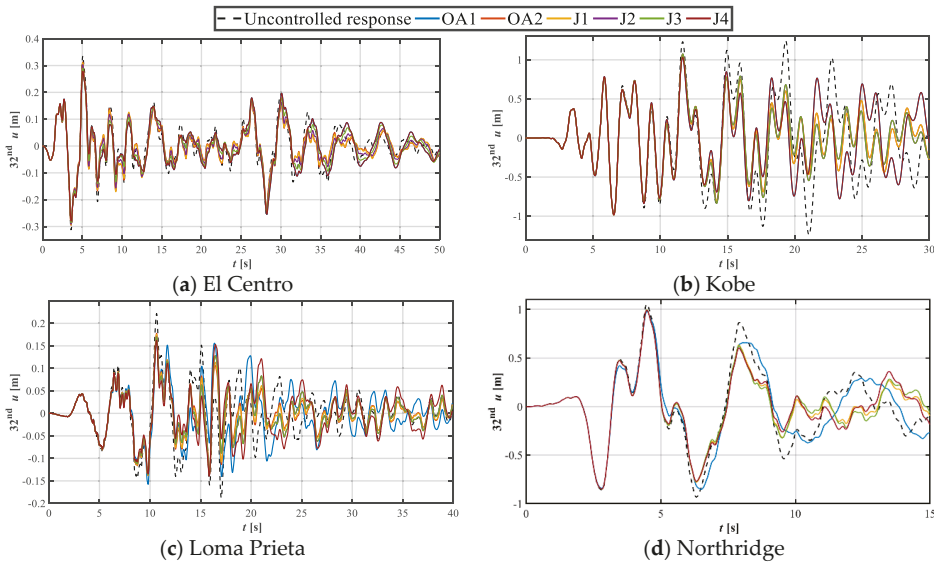 Uncontrolled response OA1 OA2 J1 J2 J3 J4
0.4
0.3
0.2
0.1
0
-0.1
-0.2
-0.3
32nd u [m]
0 5 10 15 20 25 30 35 40 45 50
t [s]
(a) El Centro
1
0.5
0
-0.5
-1
32nd u [m]
0 5 10 15 20 25 30
t [s]
(b) Kobe
0.2
0.15
0.1
0.05
0
-0.05
-0.1
-0.15
-0.2
32nd u [m]
0 5 10 15 20 25 30 35 40
t [s]
(c) Loma Prieta
1
0.5
0
-0.5
-1
32nd u [m]
0 5 10 15
t [s]
(d) Northridge